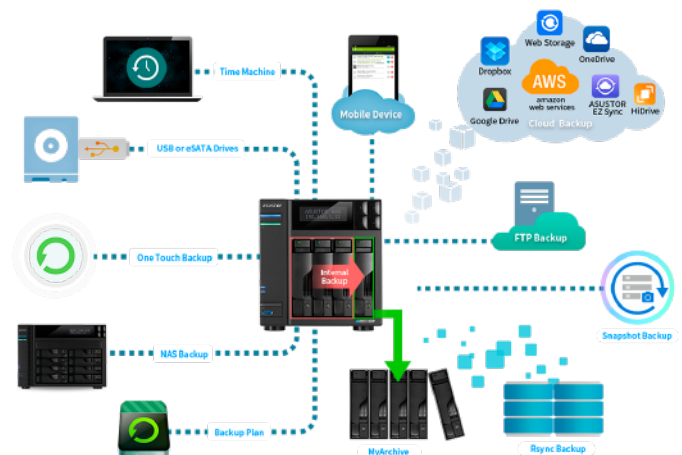 Time Machine
Mobile Device
Web Storage
OneDrive
Dropbox
AWS
amazon
web services
Google Drive
ASUSTOR
EZ Sync
HiDrive
Cloud Backup
USB or eSATA Drives
One Touch Backup
Internal
Backup
FTP Backup
Snapshot Backup
NAS Backup
Backup Plan
MyArchive
Rsync Backup